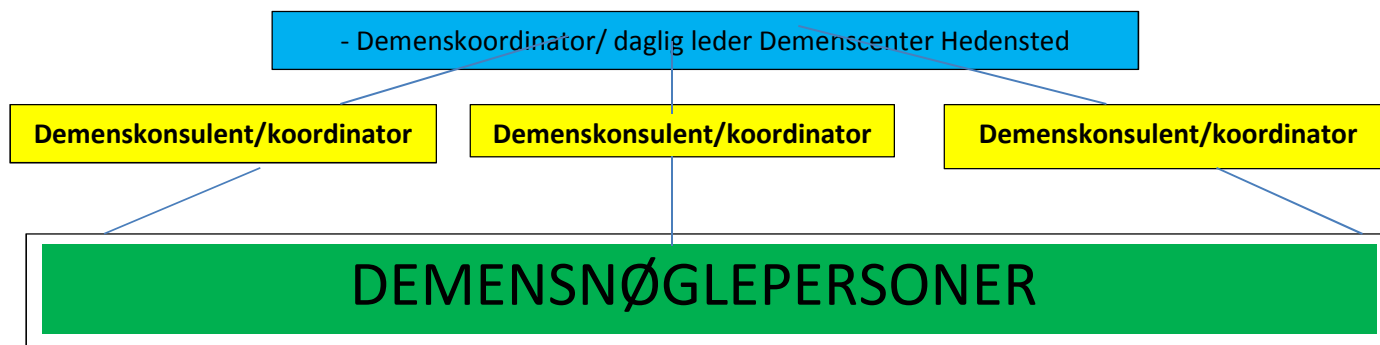 - Demenskoordinator/ daglig leder Demenscenter Hedensted
Demenskonsulent/koordinator
Demenskonsulent/koordinator
Demenskonsulent/koordinator
DEMENSNØGLEPERSONER